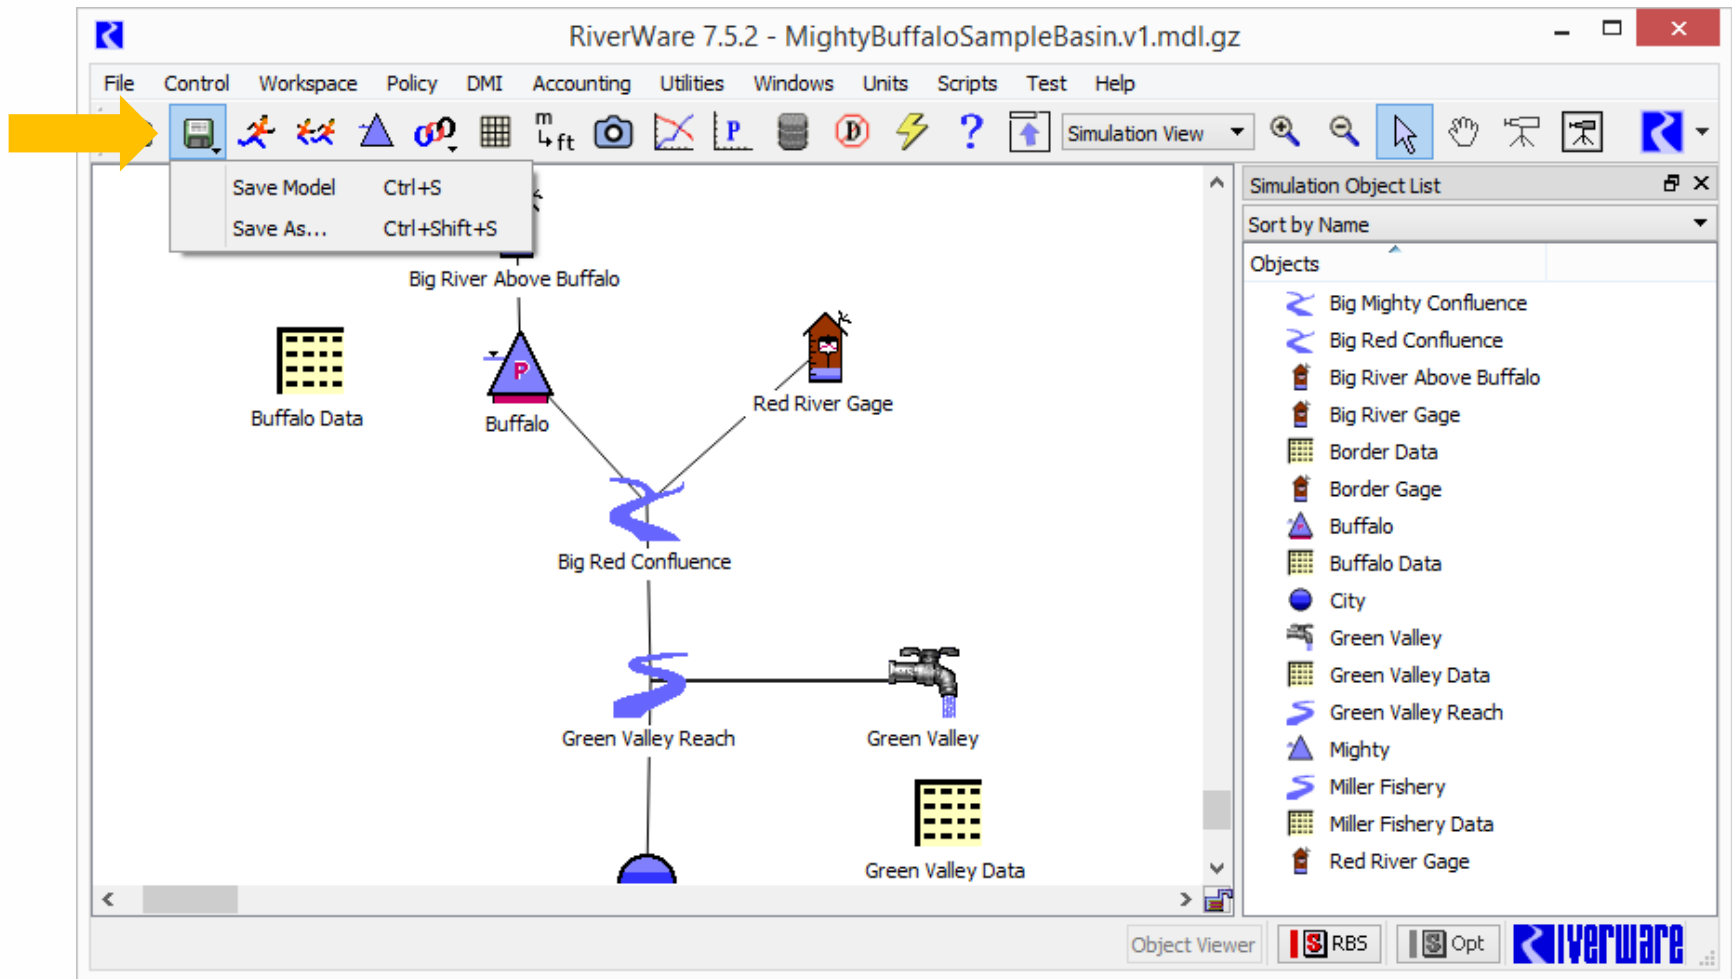 RiverWare 7.5.2 - MightyBuffaloSampleBasin.v1.mdl.gz
File Control Workspace Policy DMI Accounting Utilities Windows Units Scripts Test Help
m
ft
P
D
?
Simulation View
Save Model Ctrl+S
Save As... Ctrl+Shift+S
Big River Above Buffalo
Buffalo Data
P
Buffalo
Red River Gage
Big Red Confluence
Green Valley Reach
Green Valley
Green Valley Data
Simulation Object List
Sort by Name
Objects
Big Mighty Confluence
Big Red Confluence
Big River Above Buffalo
Big River Gage
Border Data
Border Gage
Buffalo
Buffalo Data
City
Green Valley
Green Valley Data
Green Valley Reach
Mighty
Miller Fishery
Miller Fishery Data
Red River Gage
Object Viewer
S RBS
S Opt
Riverware